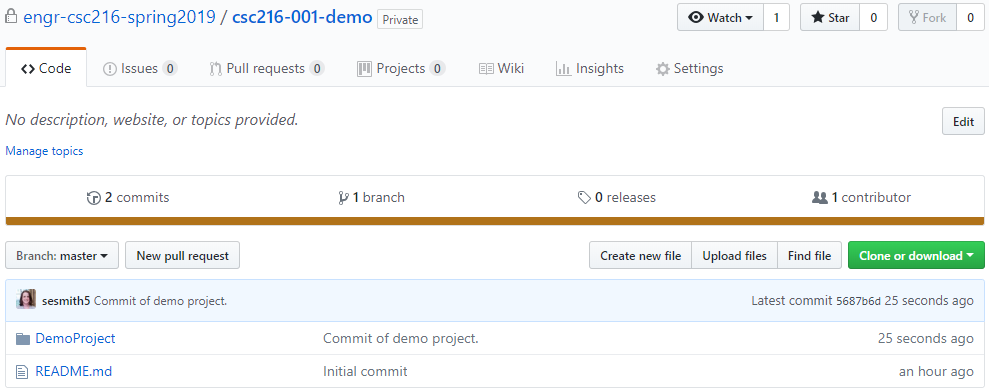 engr-csc216-spring2019 / csc216-001-demo Private Watch 1 Star 0 Fork 0
Code Issues 0 Pull requests 0 Projects 0 Wiki Insights Settings
No description, website, or topics provided. Edit
Manage topics
2 commits 1 branch 0 releases 1 contributor
Branch: master New pull request Create new file Upload files Find file Clone or download
sesmith5 Commit of demo project. Latest commit 5687b6d 25 seconds ago
DemoProject Commit of demo project. 25 seconds ago
README.md Initial commit an hour ago